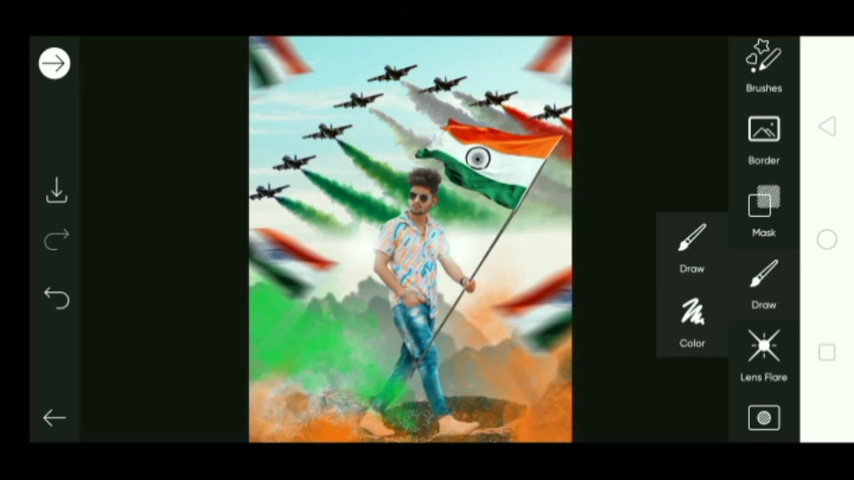 Brushes
Border
Mask
Draw
Color
Draw
Lens Flare